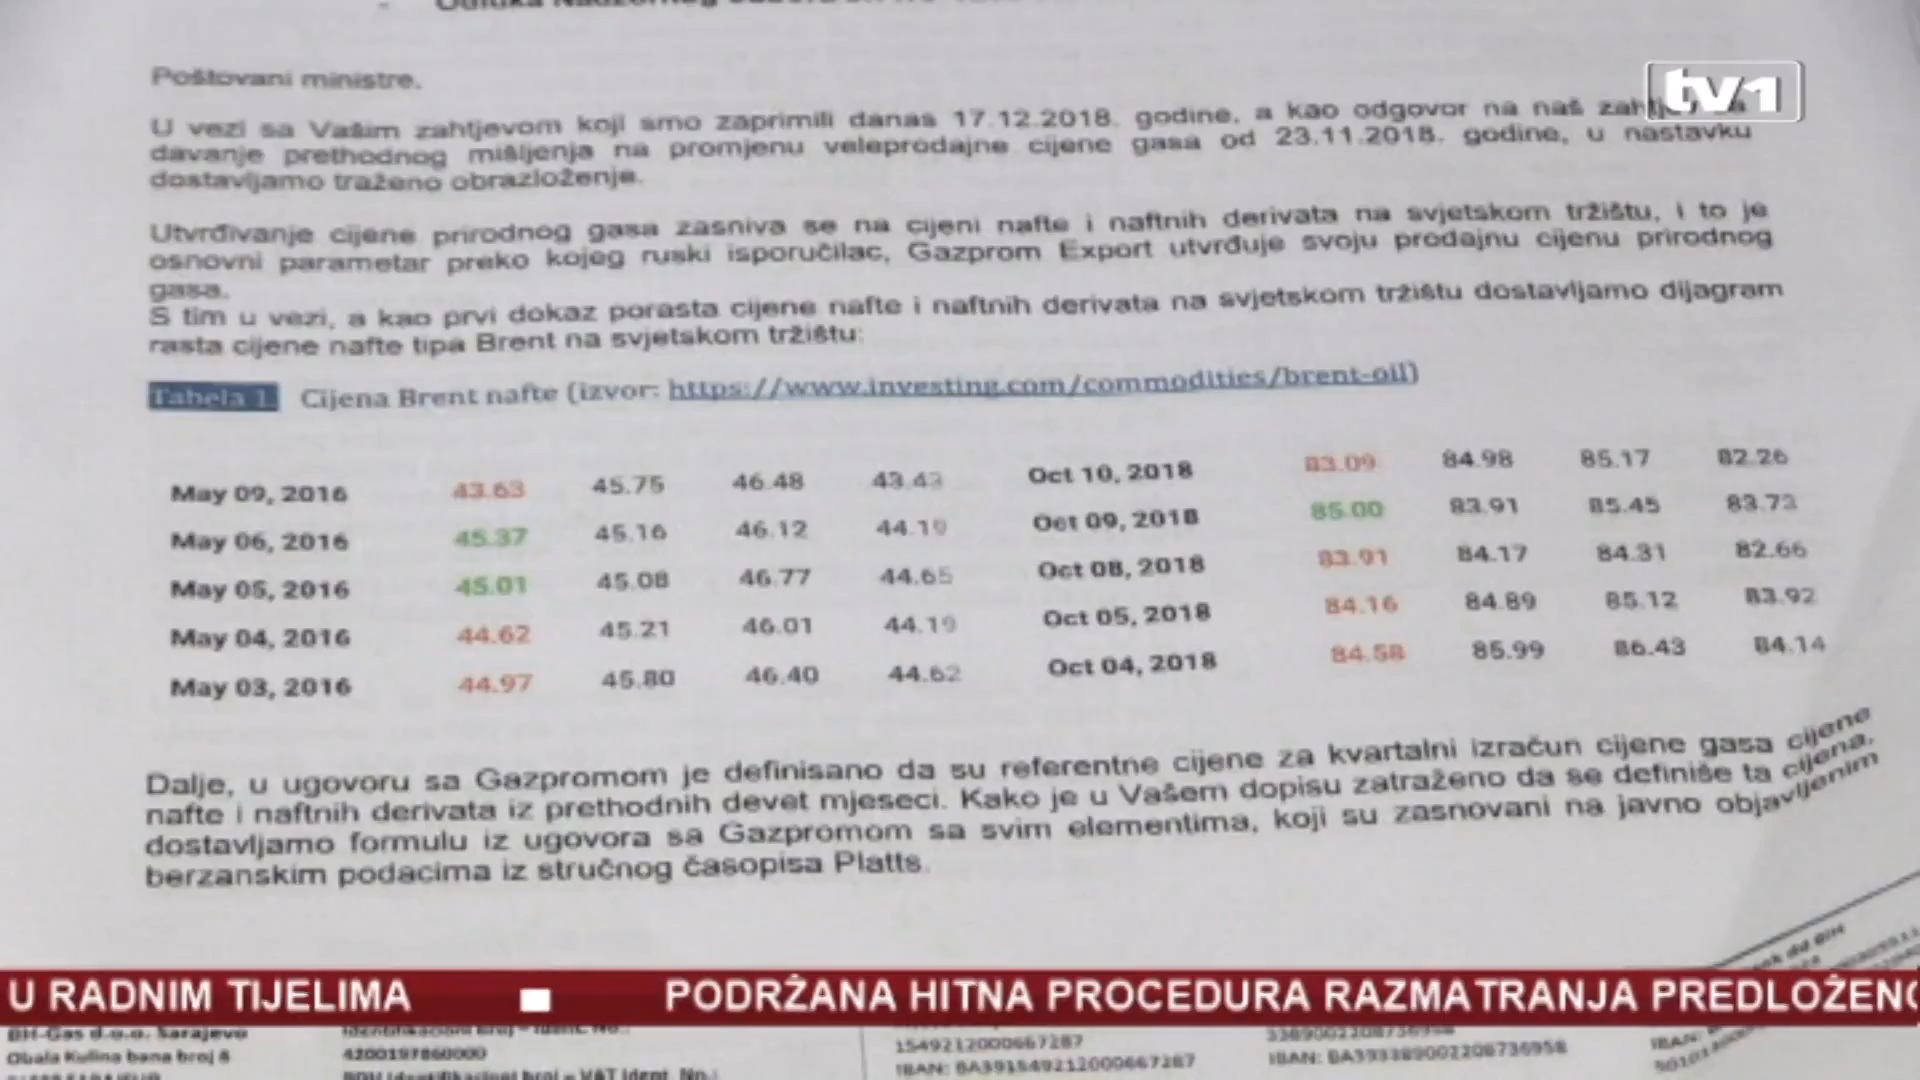 tv1
Poštovani ministre,
U vezi sa Vašim zahtjevom koji smo zaprimili danas 17.12.2018. godine, a kao odgovor na naš
davanje prethodnog mišljenja na promjenu veleprodajne cijene gasa od 23.11.2018. godine, u nastavku
dostavljamo traženo obrazloženje.
Utvrđivanje cijene prirodnog gasa zasniva se na cijeni nafte i naftnih derivata na svjetskom tržištu, i to je
osnovni parametar preko kojeg ruski isporučilac, Gazprom Export utvrđuje svoju prodajnu cijenu prirodnog
gasa.
S tim u vezi, a kao prvi dokaz porasta cijene nafte i naftnih derivata na svjetskom tržištu dostavljamo dijagram
rasta cijene nafte tipa Brent na svjetskom tržištu:
Tabela 1. Cijena Brent nafte (izvor: https://www.investing.com/commodities/brent-oil)
May 09, 2016 43.63 45.75 46.48 43.43 Oct 10, 2018 83.09 84.98 85.17 82.26
May 06, 2016 45.37 45.16 46.12 44.19 Oct 09, 2018 85.00 83.91 85.45 83.73
May 05, 2016 45.01 45.08 46.77 44.65 Oct 08, 2018 83.91 84.17 84.31 82.66
May 04, 2016 44.62 45.21 46.01 44.19 Oct 05, 2018 84.16 84.89 85.12 83.92
May 03, 2016 44.97 45.80 46.40 44.62 Oct 04, 2018 84.58 85.99 86.43 84.14
Dalje, u ugovoru sa Gazpromom je definisano da su referentne cijene za kvartalni izračun cijene gasa cijene
nafte i naftnih derivata iz prethodnih devet mjeseci. Kako je u Vašem dopisu zatraženo da se definiše ta cijena,
dostavljamo formulu iz ugovora sa Gazpromom sa svim elementima, koji su zasnovani na javno objavljenim
berzanskim podacima iz stručnog časopisa Platts.
U RADNIM TIJELIMA ■ PODRŽANA HITNA PROCEDURA RAZMATRANJA PREDLOŽENO
BH-Gas d.o.o. Sarajevo
Obala Kulina bana broj 8
4200197860000
1549212000667287
IBAN: BA391549212000667287
3389002208736958
IBAN: BA393389002208736958
IBAN: